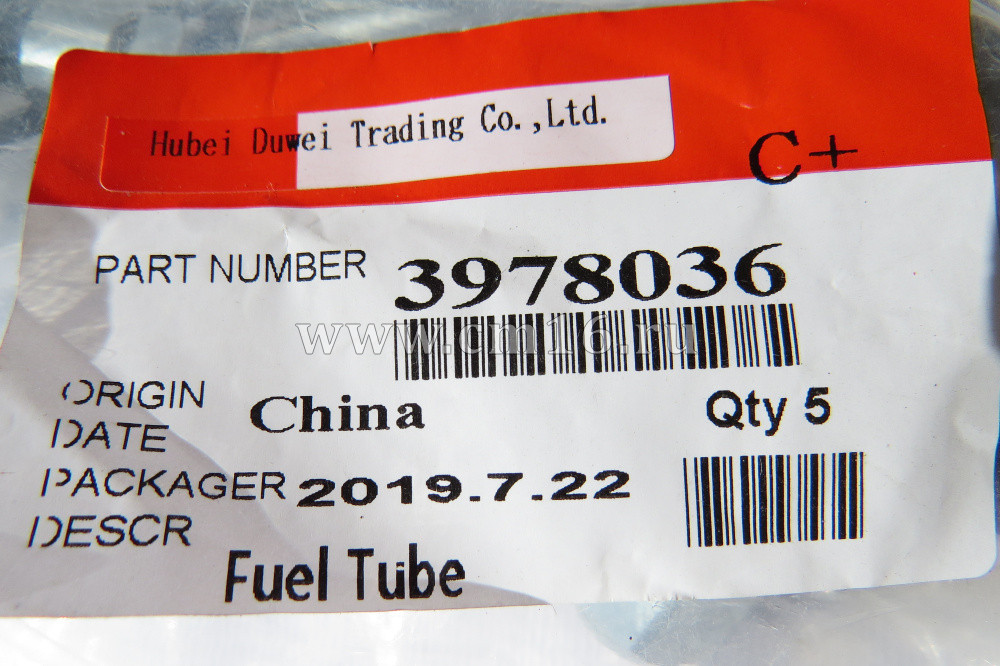 Hubei Duwei Trading Co.,Ltd.
C+
PART NUMBER 3978036
www.cm16.ru
ORIGIN China Qty 5
DATE
PACKAGER 2019.7.22
DESCR
Fuel Tube